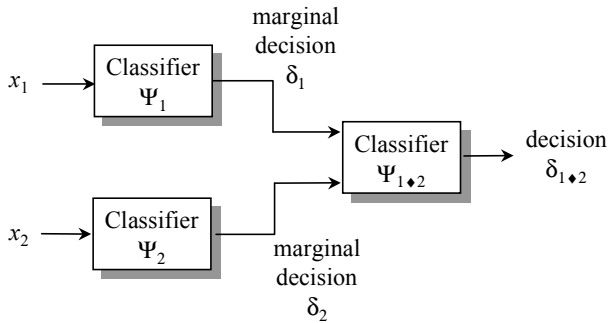 marginal
decision
δ₁
x₁
Classifier
Ψ₁
Classifier
Ψ₁♦₂
decision
δ₁♦₂
x₂
Classifier
Ψ₂
marginal
decision
δ₂